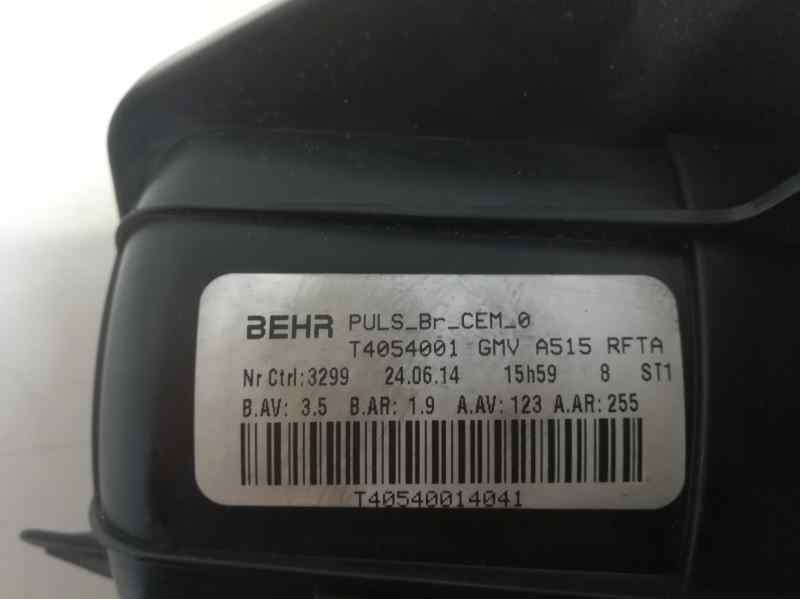 BEHR PULS_Br_CEM_0
T4054001 GMV A515 RFTA
Nr Ctrl:3299 24.06.14 15h59 8 ST1
B.AV: 3.5 B.AR: 1.9 A.AV: 123 A.AR: 255
T40540014041